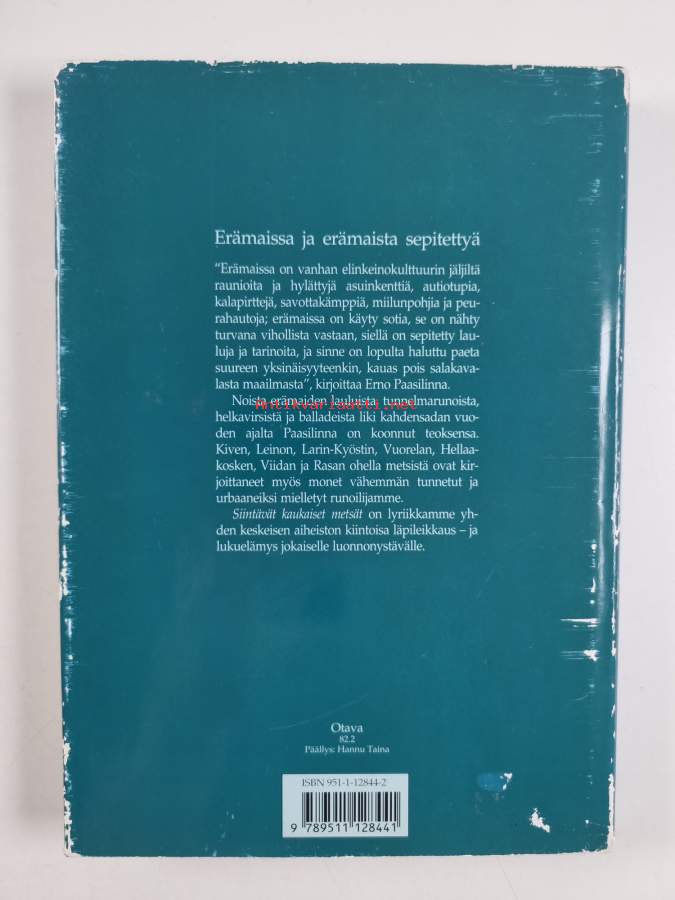 Erämaissa ja erämaista sepitettyä
”Erämaissa on vanhan elinkeinokulttuurin jäljiltä
raunioita ja hylättyjä asuinkenttiä, autiotupia,
kalapirttejä, savottakämppiä, miilunpohjia ja peu-
rahautoja; erämaissa on käyty sotia, se on nähty
turvana vihollista vastaan, siellä on sepitetty lau-
luja ja tarinoita, ja sinne on lopulta haluttu paeta
suureen yksinäisyyteenkin, kauas pois salakava-
lasta maailmasta”, kirjoittaa Erno Paasilinna.
Noista erämaiden lauluista, tunnelmarunoista,
Antikvariaatti.net
helkavirsistä ja balladeista liki kahdensadan vuo-
den ajalta Paasilinna on koonnut teoksensa.
Kiven, Leinon, Larin-Kyöstin, Vuorelan, Hellaa-
kosken, Viidan ja Rasan ohella metsistä ovat kir-
joittaneet myös monet vähemmän tunnetut ja
urbaaneiksi mielletyt runoilijamme.
Siintävät kaukaiset metsät on lyriikkamme yh-
den keskeisen aiheiston kiintoisa läpileikkaus – ja
lukuelämys jokaiselle luonnonystävälle.
Otava
82.2
Päällys: Hannu Taina
ISBN 951-1-12844-2
9 789511 128441